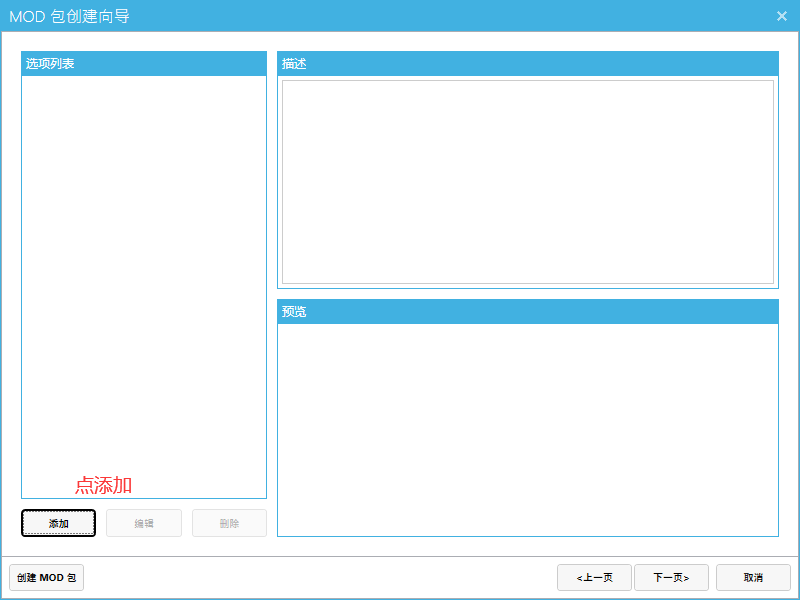 MOD 包创建向导
选项列表
描述
预览
点添加
添加
编辑
删除
创建 MOD 包
<上一页
下一页>
取消